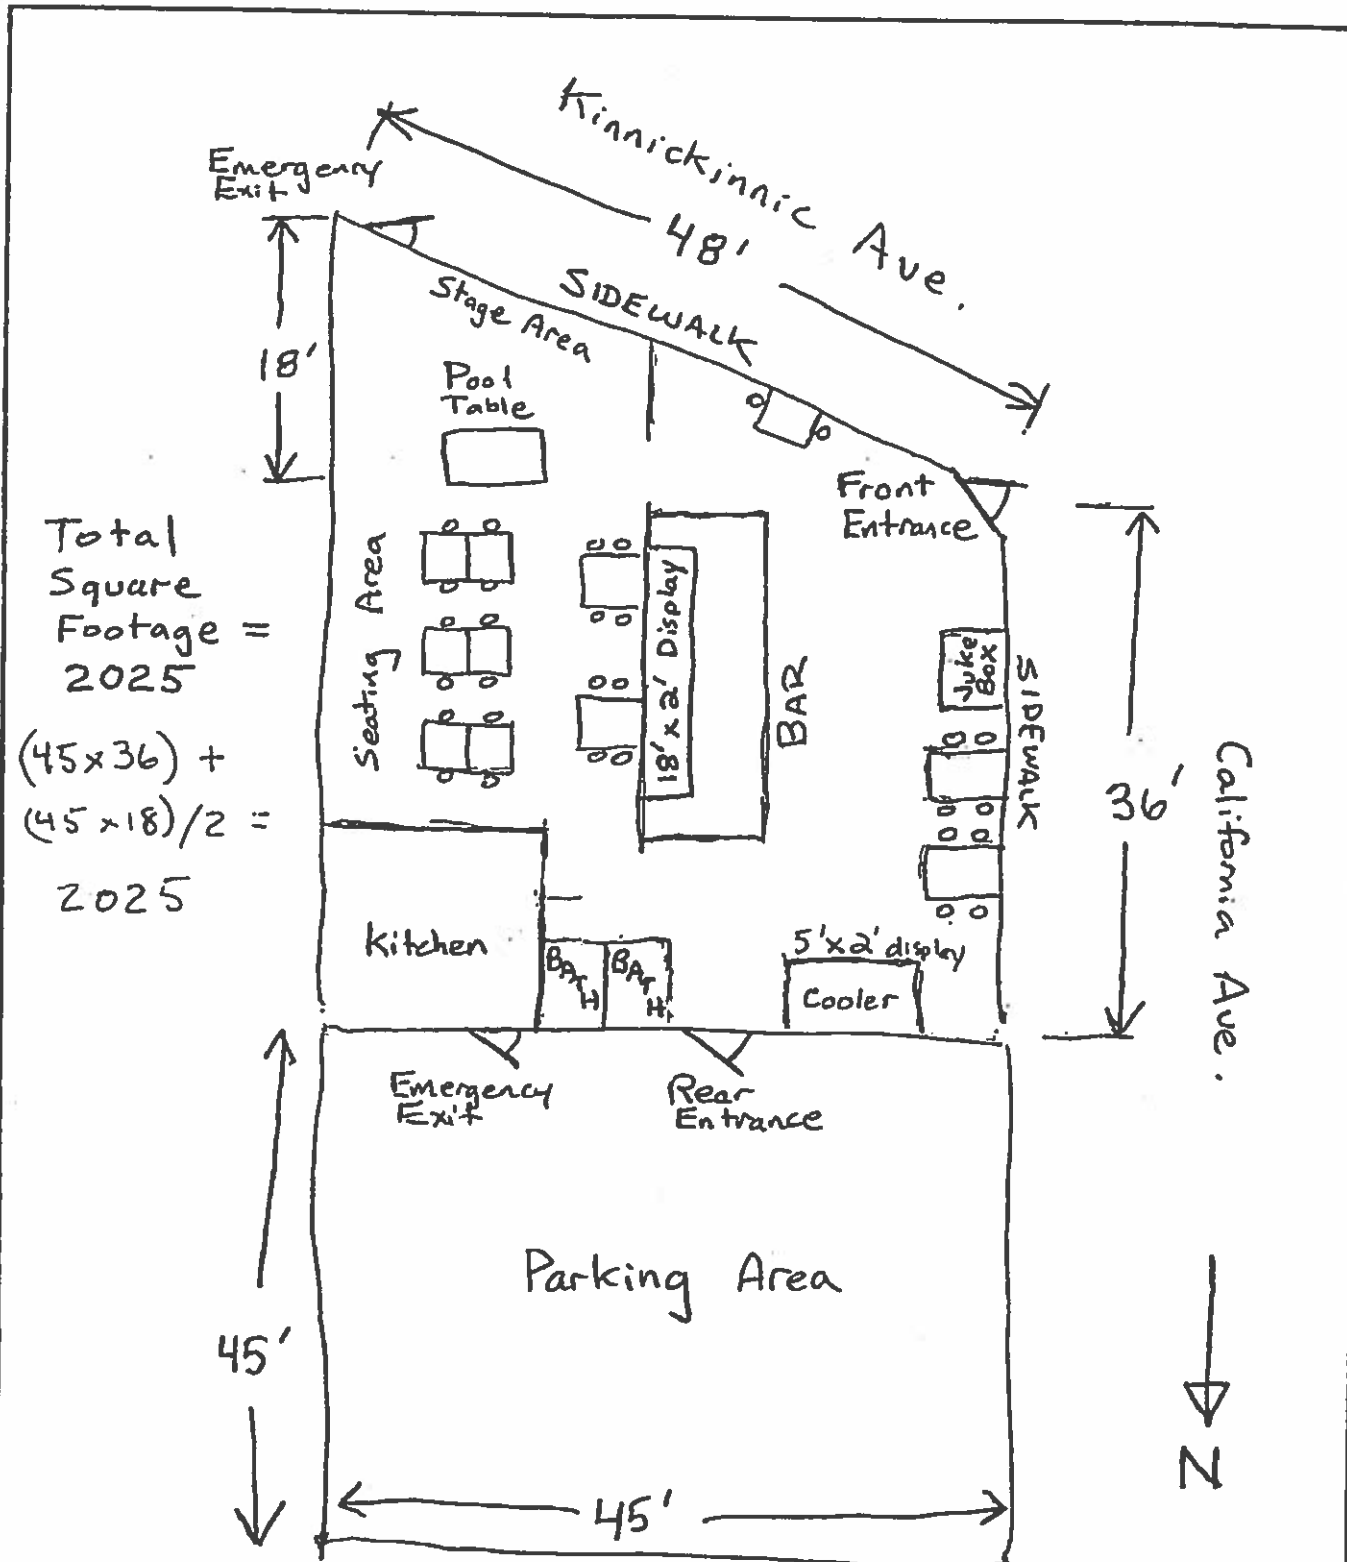 Kinnickinnic Ave.
Emergency
Exit
48'
SIDEWALK
Stage Area
18'
Pool
Table
Front
Entrance
Total
Square
Footage =
2025
(45x36) +
(45x18)/2 =
2025
Seating Area
18'x2' Display
BAR
Juke
Box
SIDEWALK
36'
California Ave.
Kitchen
BATH
BATH
5'x2' display
Cooler
Emergency
Exit
Rear
Entrance
Parking Area
45'
45'
N